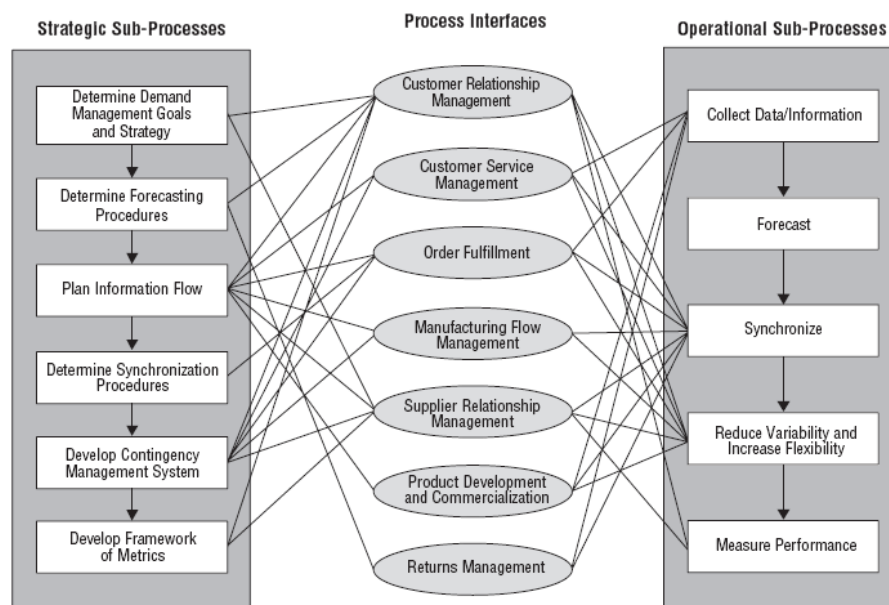 Strategic Sub-Processes
Process Interfaces
Operational Sub-Processes
Determine Demand
Management Goals
and Strategy
Determine Forecasting
Procedures
Plan Information Flow
Determine Synchronization
Procedures
Develop Contingency
Management System
Develop Framework
of Metrics
Customer Relationship
Management
Customer Service
Management
Order Fulfillment
Manufacturing Flow
Management
Supplier Relationship
Management
Product Development
and Commercialization
Returns Management
Collect Data/Information
Forecast
Synchronize
Reduce Variability and
Increase Flexibility
Measure Performance